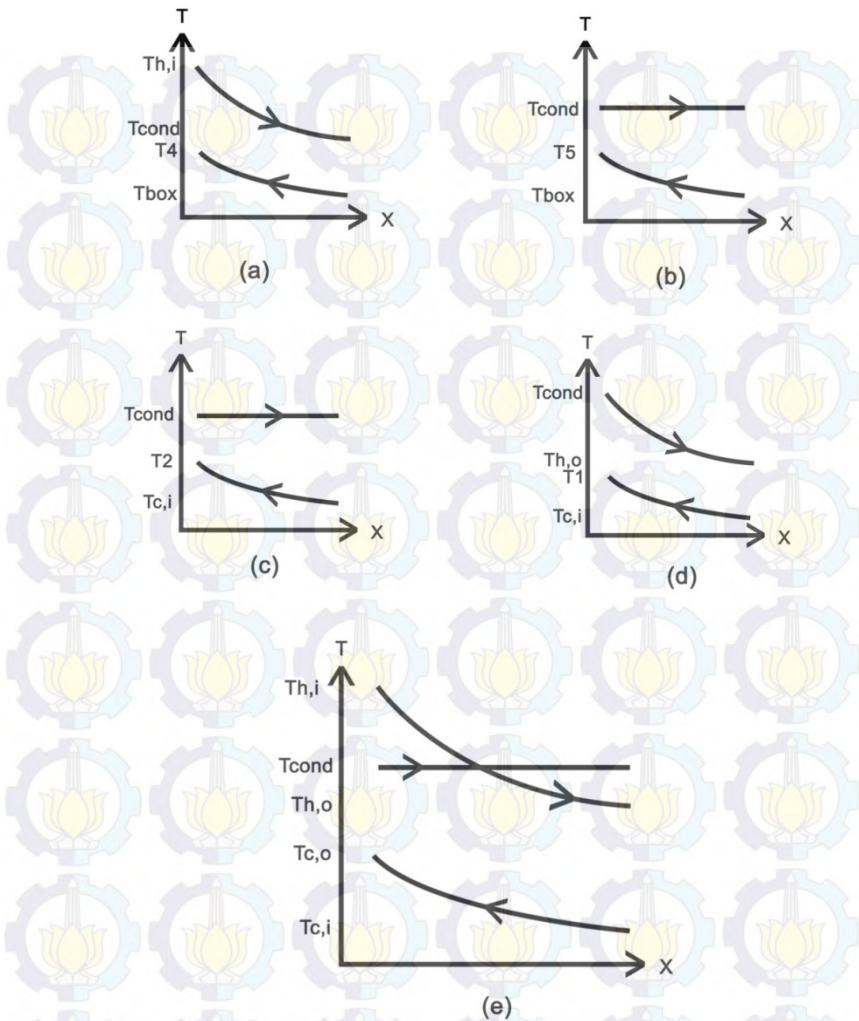 T
Th,i
Tcond
T4
Tbox
X
(a)
T
Tcond
T5
Tbox
X
(b)
T
Tcond
T2
Tc,i
X
(c)
T
Tcond
Th,o
T1
Tc,i
X
(d)
T
Th,i
Tcond
Th,o
Tc,o
Tc,i
X
(e)